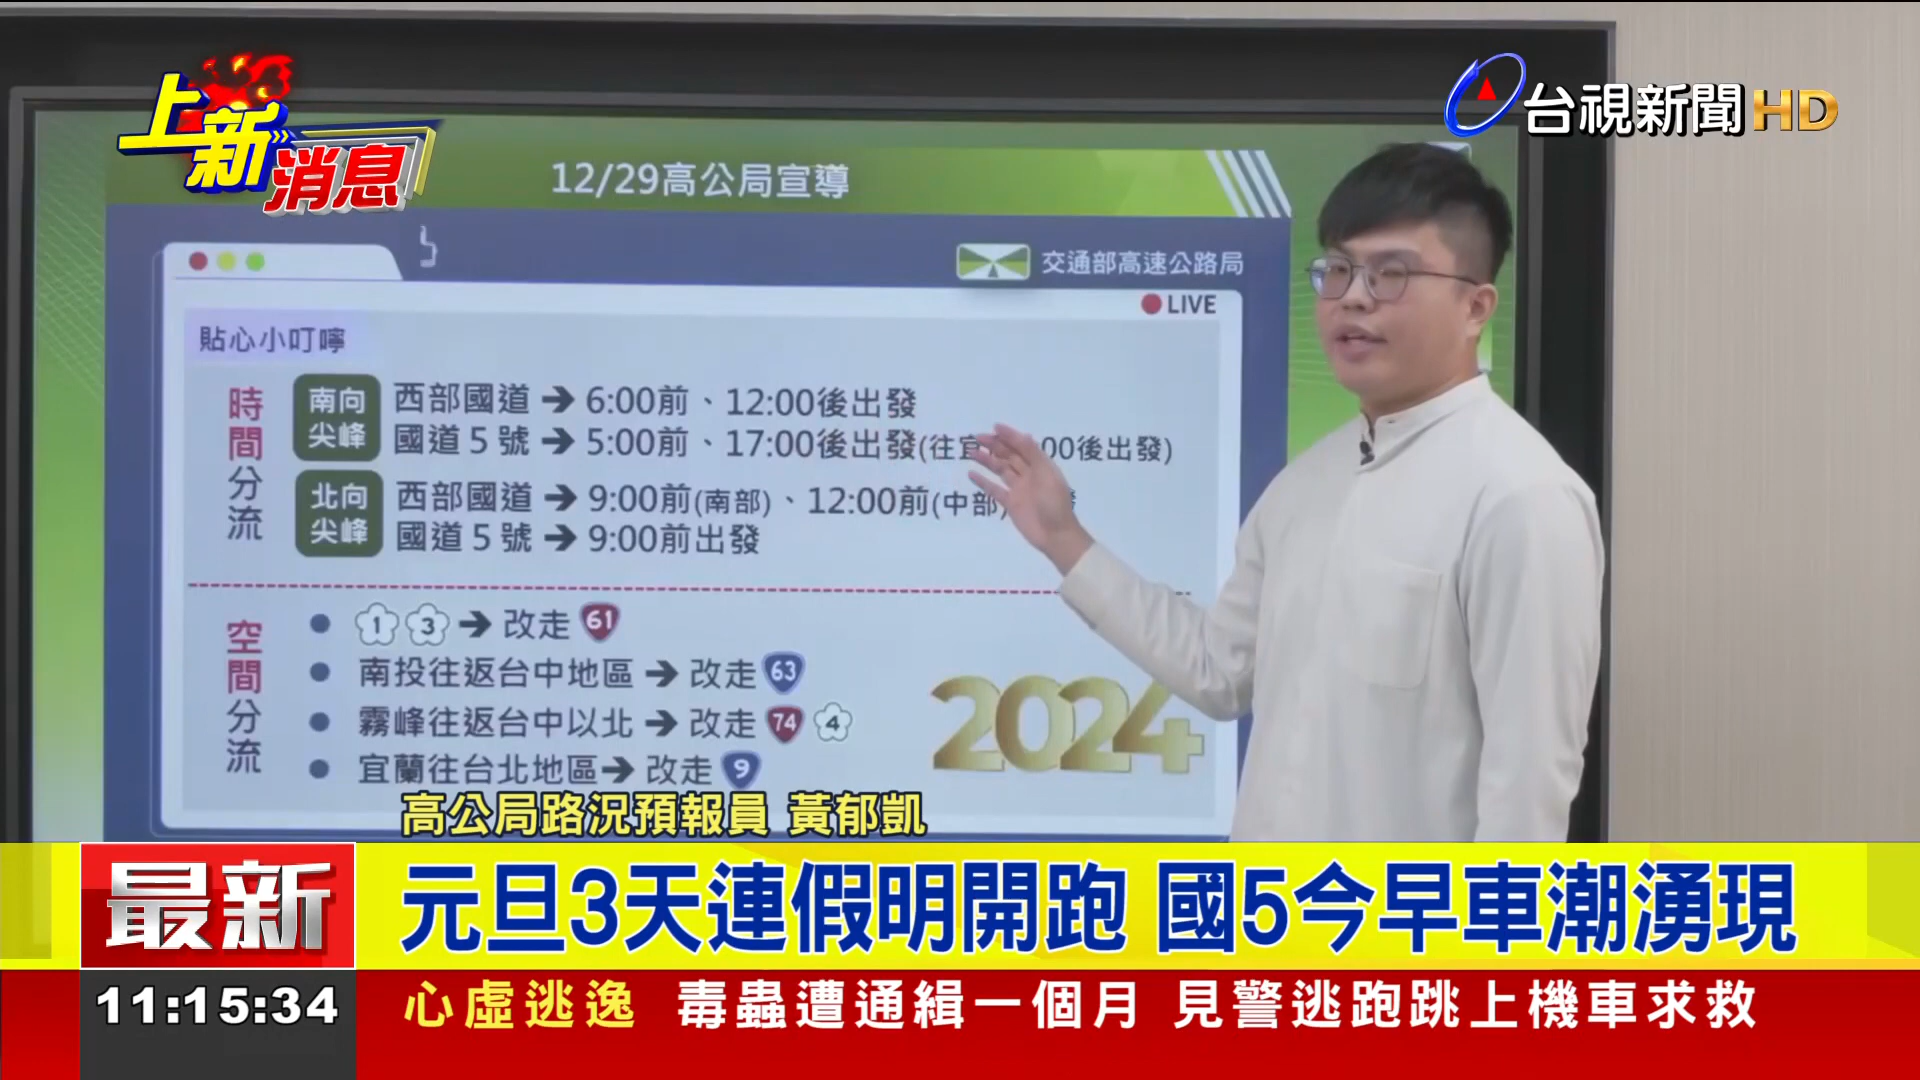 上新消息
台視新聞HD
12/29高公局宣導
交通部高速公路局
LIVE
貼心小叮嚀
時間分流
南向尖峰
西部國道➔6:00前、12:00後出發
國道5號➔5:00前、17:00後出發(往宜 00後出發)
北向尖峰
西部國道➔9:00前(南部)、12:00前(中部)
國道5號➔9:00前出發
空間分流
1 3 ➔ 改走 61
南投往返台中地區➔改走 63
霧峰往返台中以北➔改走 74 4
宜蘭往台北地區➔改走 9
2024
高公局路況預報員 黃郁凱
最新
元旦3天連假明開跑 國5今早車潮湧現
11:15:34
心虛逃逸 毒蟲遭通緝一個月 見警逃跑跳上機車求救